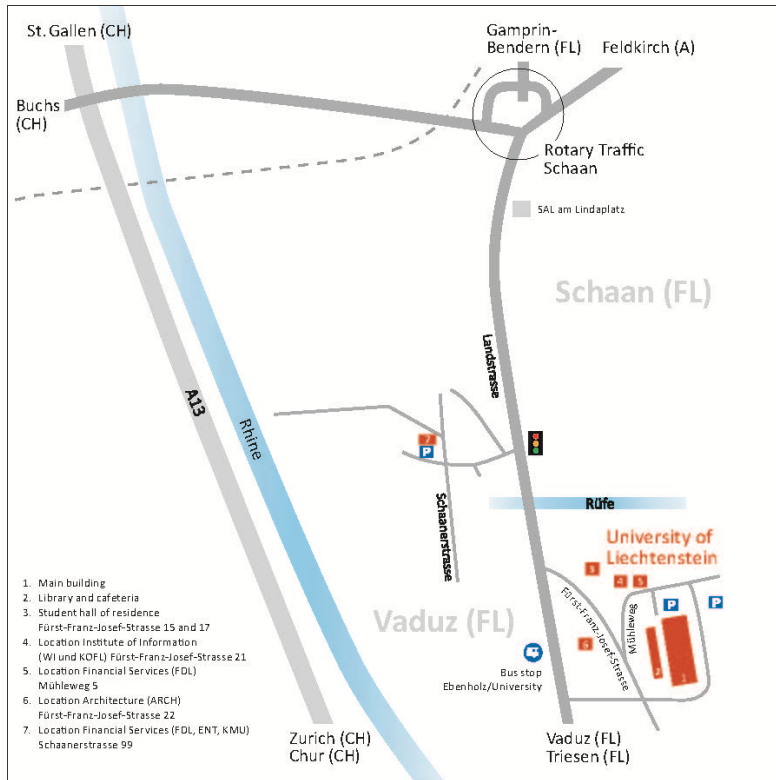 St. Gallen (CH)
Gamprin-
Bendern (FL)
Feldkirch (A)
Buchs
(CH)
Rotary Traffic
Schaan
SAL am Lindaplatz
Schaan (FL)
Landstrasse
A13
Rhine
7
P
Schaanerstrasse
Rüfe
University of
Liechtenstein
3
4
5
P
P
Fürst-Franz-Josef-Strasse
Mühleweg
Vaduz (FL)
6
2
1
Bus stop
Ebenholz/University
1. Main building
2. Library and cafeteria
3. Student hall of residence
Fürst-Franz-Josef-Strasse 15 and 17
4. Location Institute of Information
(WI und KOFL) Fürst-Franz-Josef-Strasse 21
5. Location Financial Services (FDL)
Mühleweg 5
6. Location Architecture (ARCH)
Fürst-Franz-Josef-Strasse 22
7. Location Financial Services (FDL, ENT, KMU)
Schaanerstrasse 99
Zurich (CH)
Chur (CH)
Vaduz (FL)
Triesen (FL)